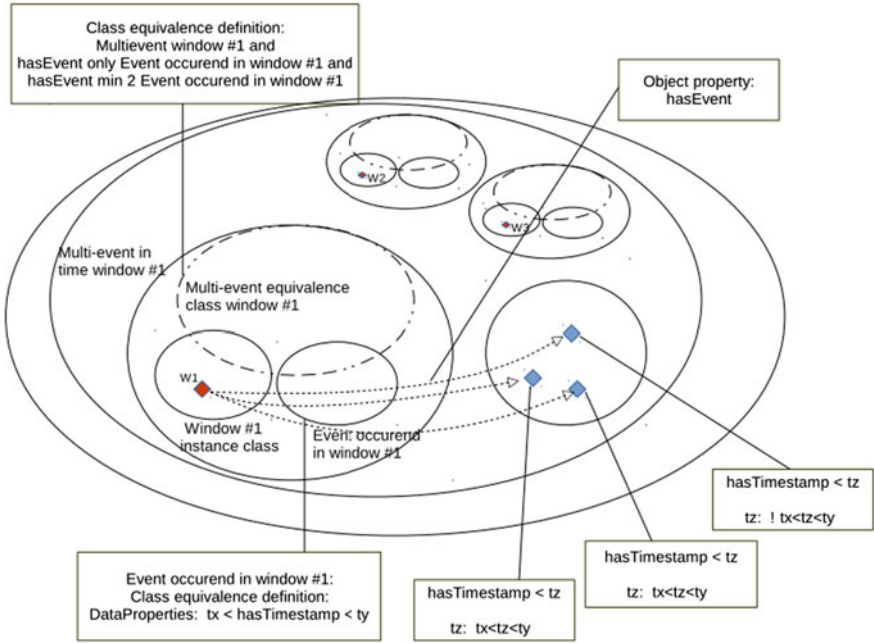 Class equivalence definition:
Multievent window #1 and
hasEvent only Event occurend in window #1 and
hasEvent min 2 Event occurend in window #1
Object property:
hasEvent
W2
W3
Multi-event in
time window #1
Multi-event equivalence
class window #1
W1
Window #1
instance class
Event occurend
in window #1
hasTimestamp < tz
tz: ! tx<tz<ty
hasTimestamp < tz
tz: tx<tz<ty
hasTimestamp < tz
tz: tx<tz<ty
Event occurend in window #1:
Class equivalence definition:
DataProperties: tx < hasTimestamp < ty